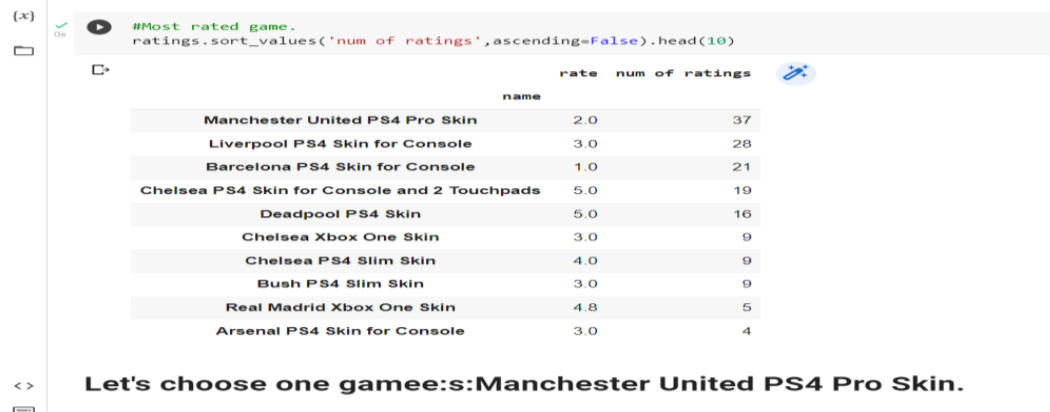 {x}
0s
#Most rated game.
ratings.sort_values('num of ratings',ascending=False).head(10)
rate num of ratings
name
Manchester United PS4 Pro Skin 2.0 37
Liverpool PS4 Skin for Console 3.0 28
Barcelona PS4 Skin for Console 1.0 21
Chelsea PS4 Skin for Console and 2 Touchpads 5.0 19
Deadpool PS4 Skin 5.0 16
Chelsea Xbox One Skin 3.0 9
Chelsea PS4 Slim Skin 4.0 9
Bush PS4 Slim Skin 3.0 9
Real Madrid Xbox One Skin 4.8 5
Arsenal PS4 Skin for Console 3.0 4
Let's choose one gamee:s:Manchester United PS4 Pro Skin.